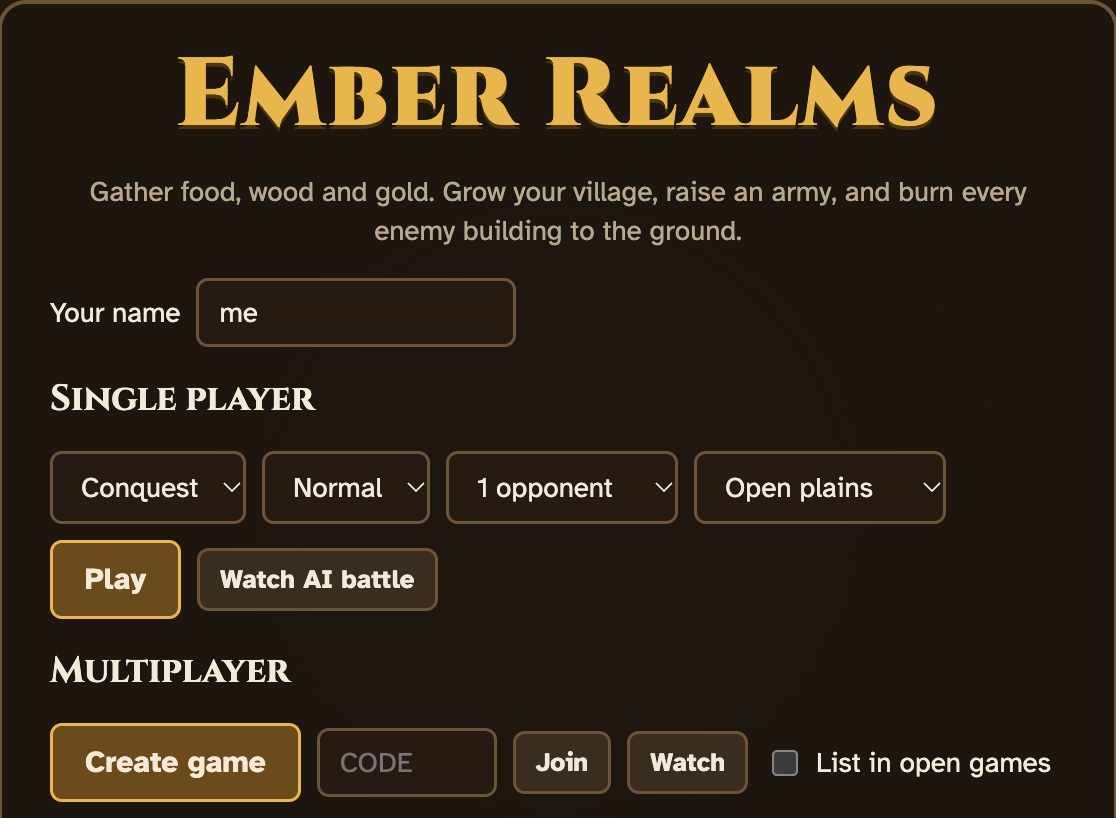 Ember Realms
Gather food, wood and gold. Grow your village, raise an army, and burn every
enemy building to the ground.
Your name me
Single player
Conquest Normal 1 opponent Open plains
Play Watch AI battle
Multiplayer
Create game CODE Join Watch List in open games